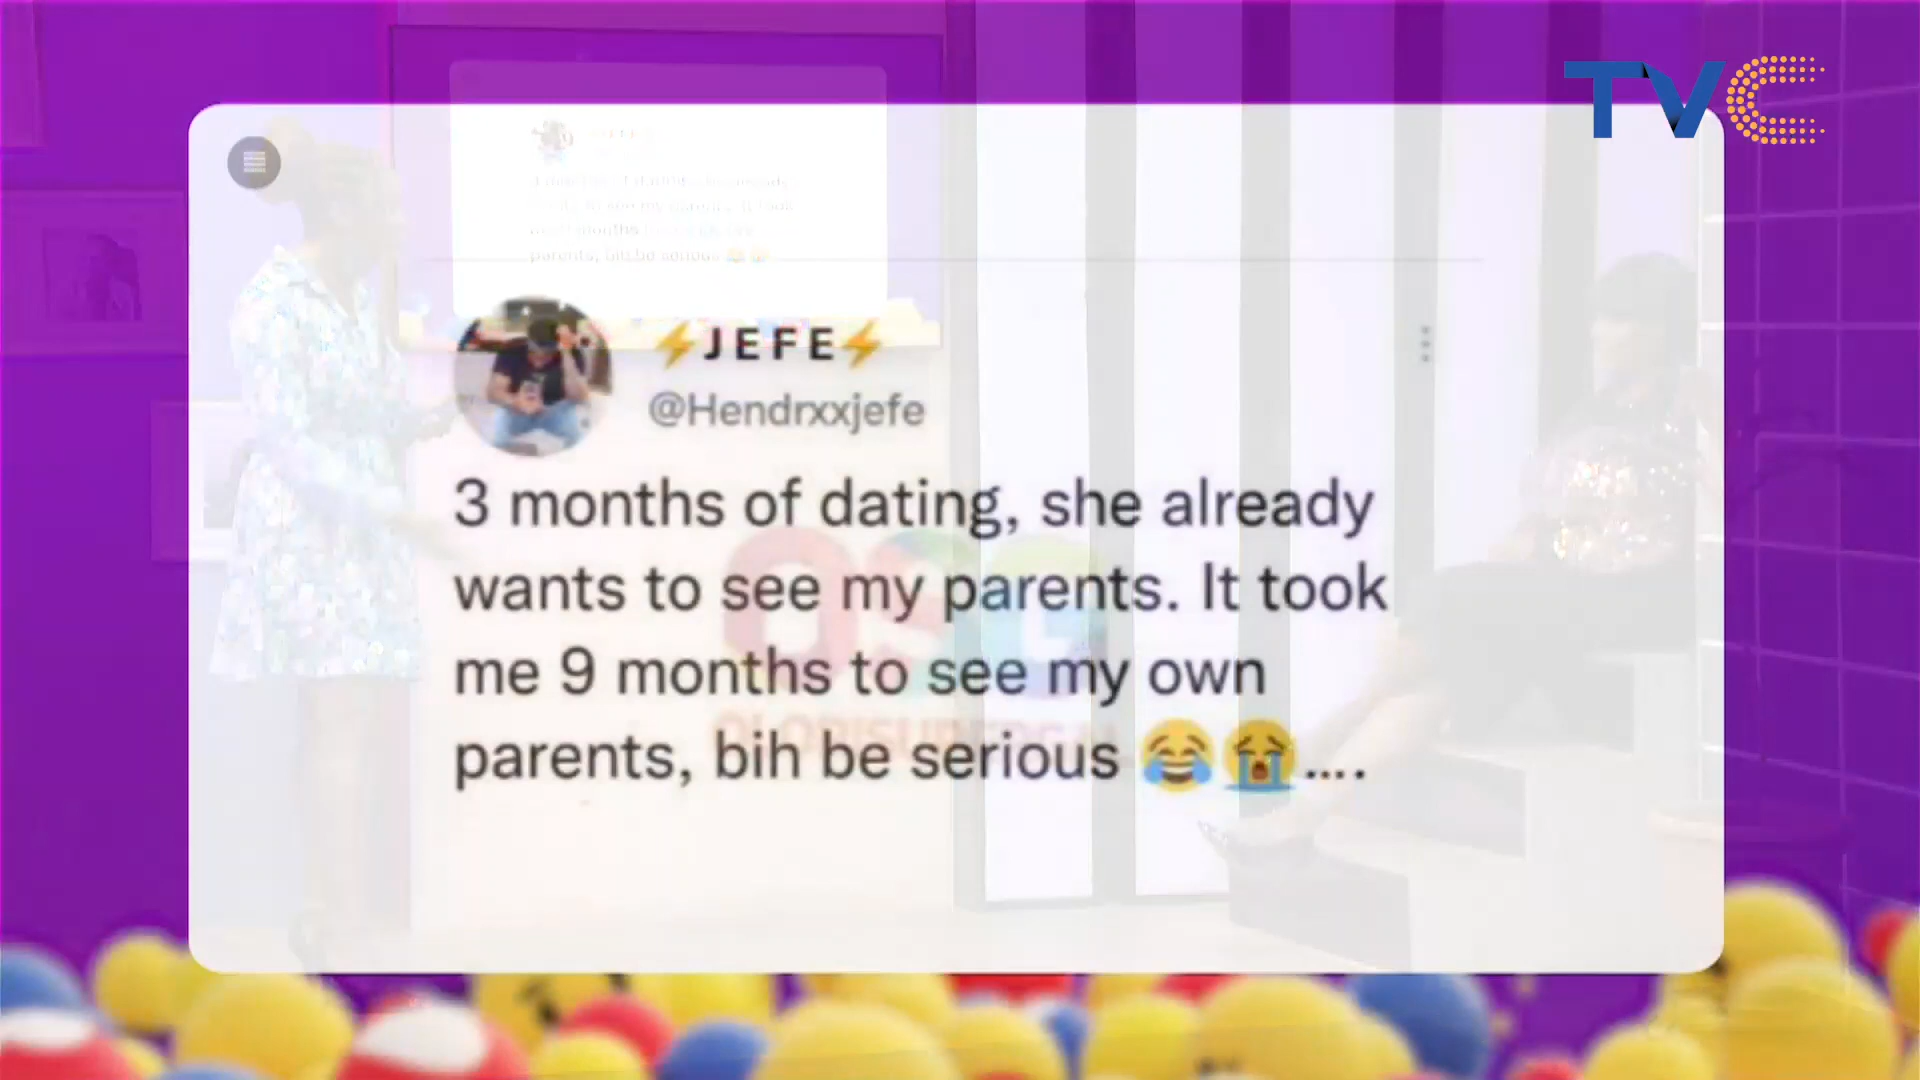 TVC
⚡JEFE⚡
@Hendrxxjefe
3 months of dating, she already
wants to see my parents. It took
me 9 months to see my own
parents, bih be serious 😂😭....